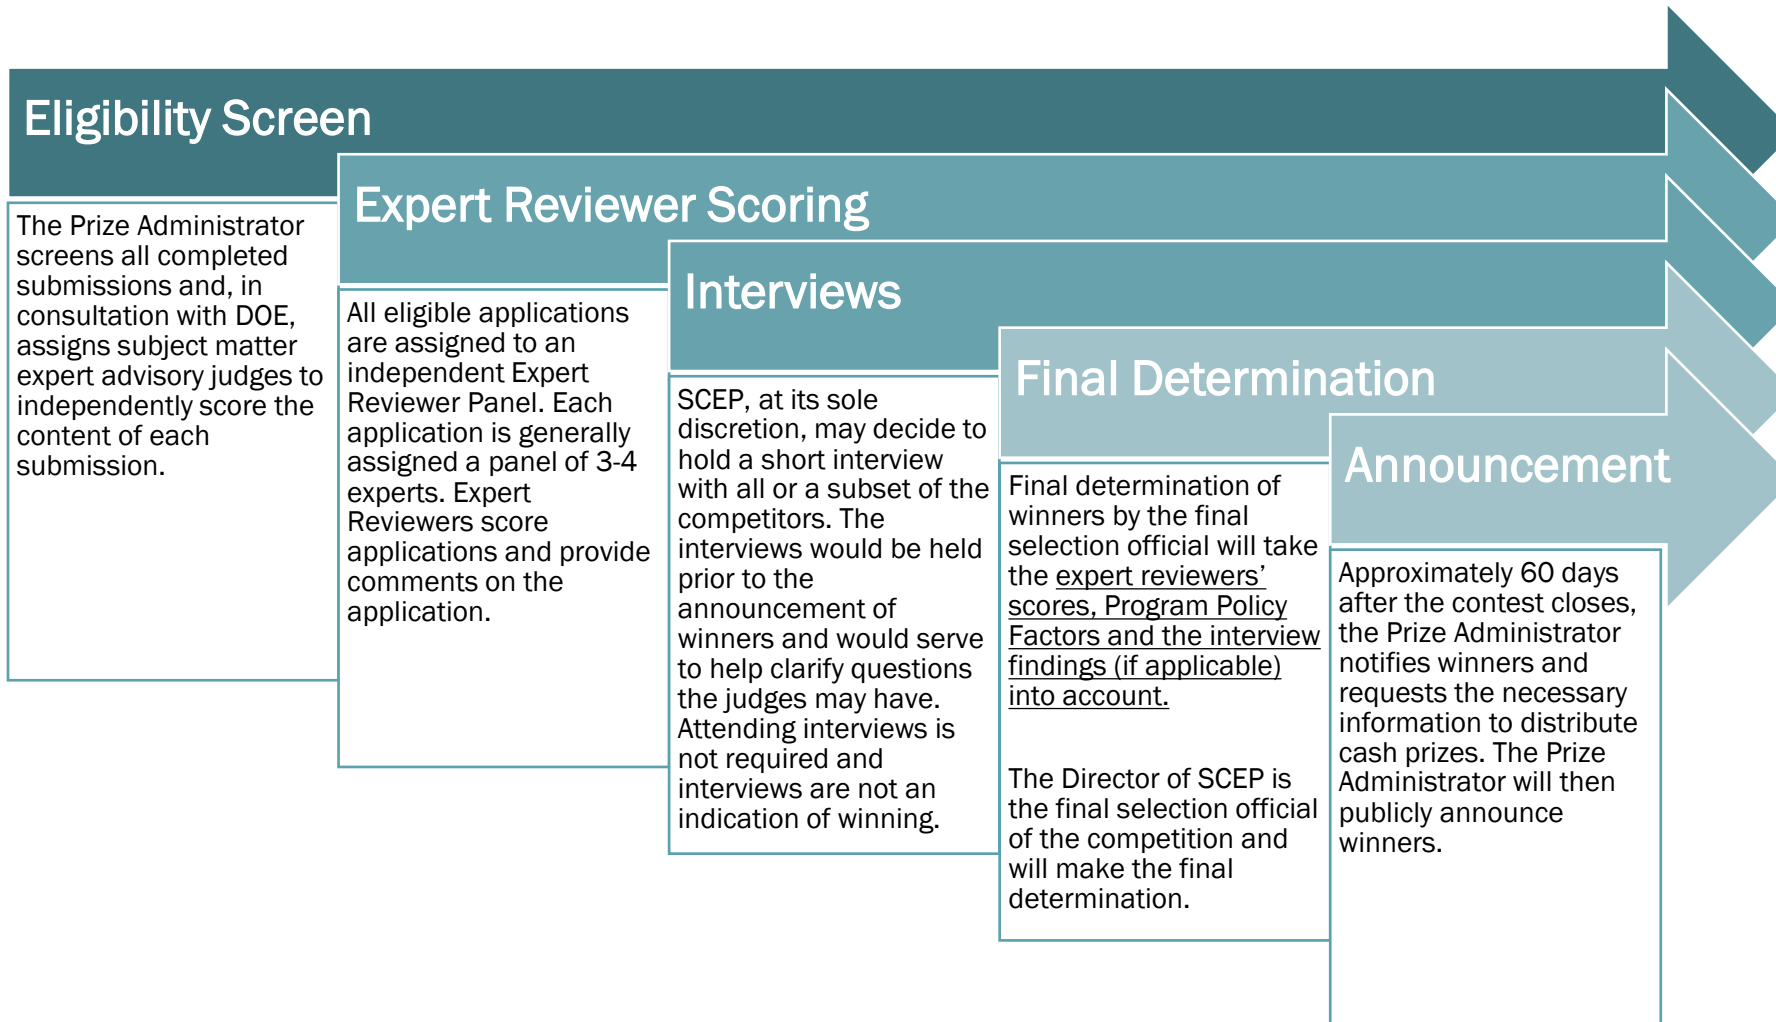 Eligibility Screen
The Prize Administrator
screens all completed
submissions and, in
consultation with DOE,
assigns subject matter
expert advisory judges to
independently score the
content of each
submission.
Expert Reviewer Scoring
All eligible applications
are assigned to an
independent Expert
Reviewer Panel. Each
application is generally
assigned a panel of 3-4
experts. Expert
Reviewers score
applications and provide
comments on the
application.
Interviews
SCEP, at its sole
discretion, may decide to
hold a short interview
with all or a subset of the
competitors. The
interviews would be held
prior to the
announcement of
winners and would serve
to help clarify questions
the judges may have.
Attending interviews is
not required and
interviews are not an
indication of winning.
Final Determination
Final determination of
winners by the final
selection official will take
the expert reviewers’
scores, Program Policy
Factors and the interview
findings (if applicable)
into account.
The Director of SCEP is
the final selection official
of the competition and
will make the final
determination.
Announcement
Approximately 60 days
after the contest closes,
the Prize Administrator
notifies winners and
requests the necessary
information to distribute
cash prizes. The Prize
Administrator will then
publicly announce
winners.